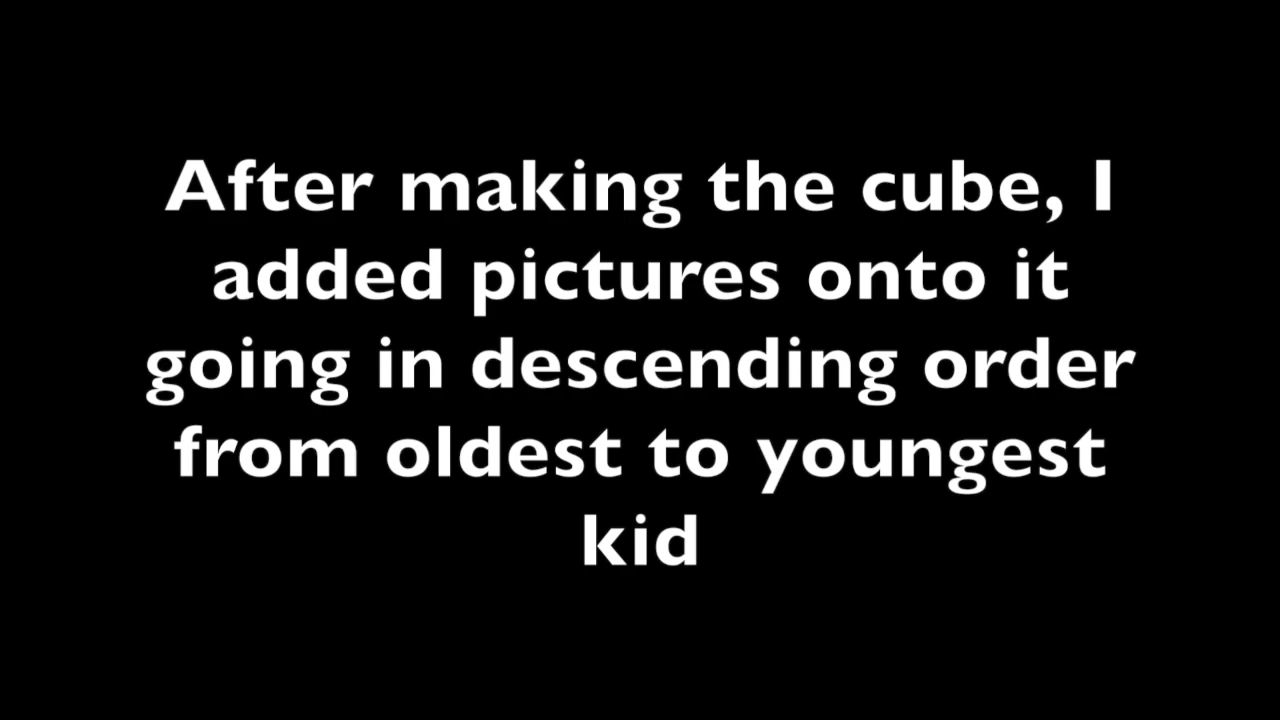 After making the cube, I
added pictures onto it
going in descending order
from oldest to youngest
kid